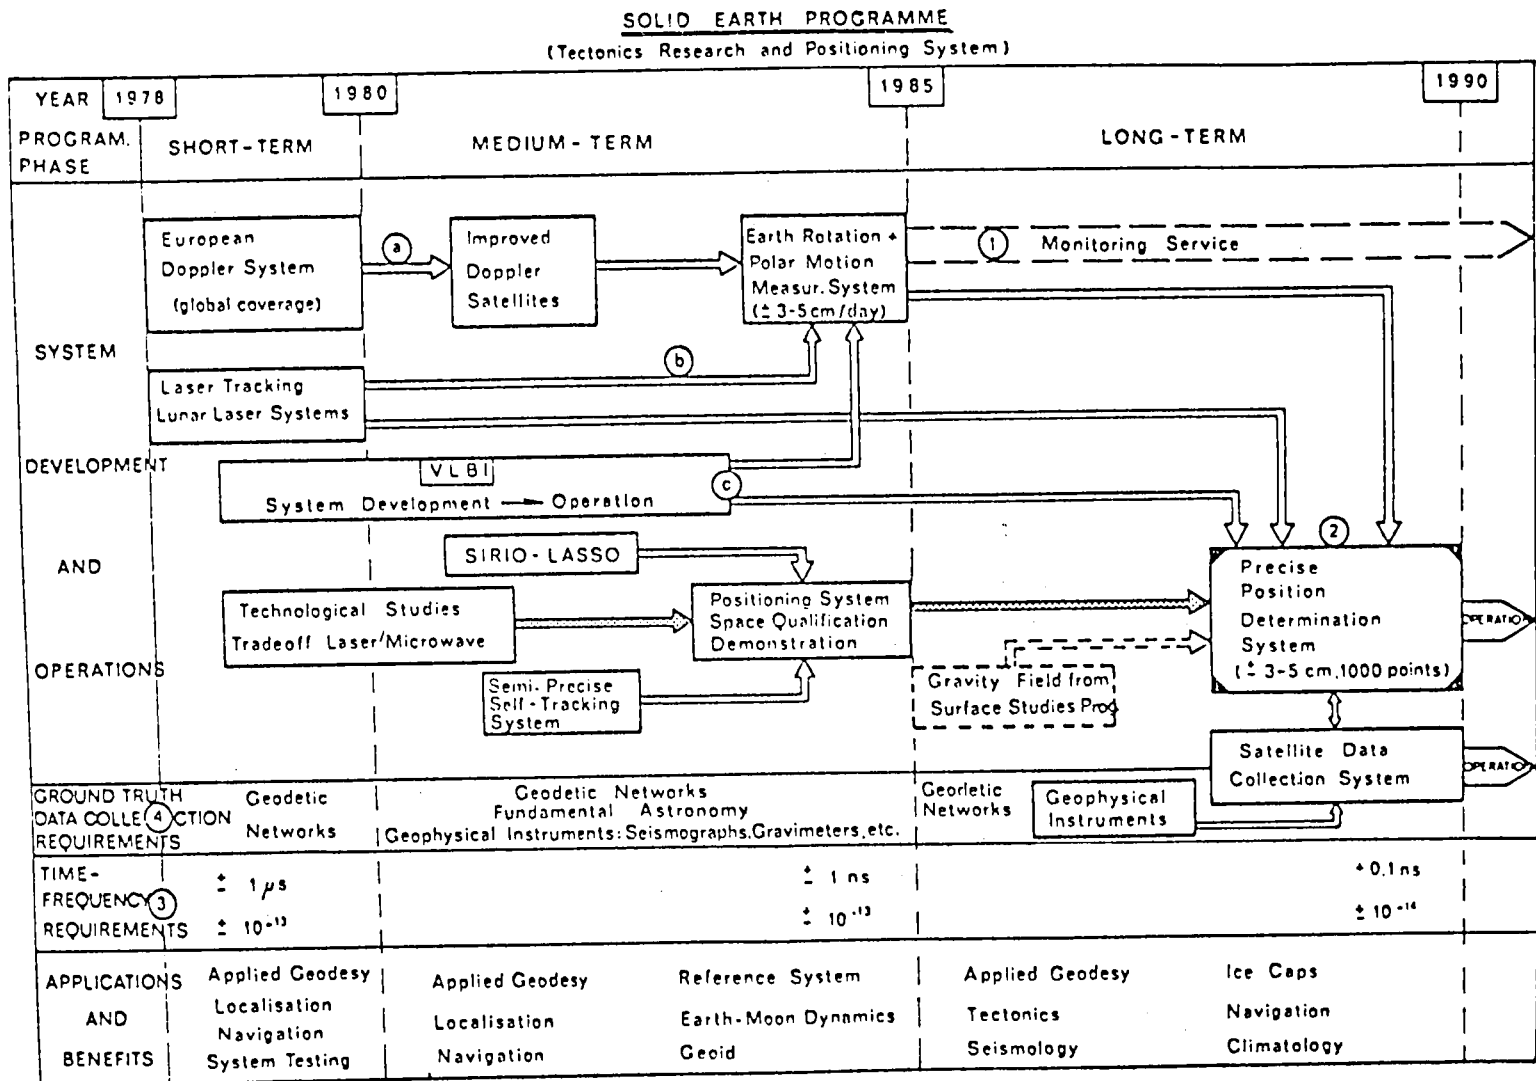 SOLID EARTH PROGRAMME
(Tectonics Research and Positioning System)
YEAR
1978
1980
1985
1990
PROGRAM.
PHASE
SHORT-TERM
MEDIUM-TERM
LONG-TERM
SYSTEM
DEVELOPMENT
AND
OPERATIONS
European
Doppler System
(global coverage)
a
Improved
Doppler
Satellites
Earth Rotation +
Polar Motion
Measur. System
(± 3-5cm/day)
1
Monitoring Service
b
Laser Tracking
Lunar Laser Systems
VLBI
System Development → Operation
c
SIRIO-LASSO
Technological Studies
Tradeoff Laser/Microwave
Positioning System
Space Qualification
Demonstration
Semi-Precise
Self-Tracking
System
2
Precise
Position
Determination
System
(± 3-5 cm, 1000 points)
Gravity Field from
Surface Studies Prog
Satellite Data
Collection System
GROUND TRUTH
DATA COLLE 4 CTION
REQUIREMENTS
Geodetic
Networks
Geodetic Networks
Fundamental Astronomy
Geophysical Instruments: Seismographs, Gravimeters, etc.
Geodetic
Networks
Geophysical
Instruments
TIME-
FREQUENCY 3
REQUIREMENTS
± 1 μs
± 10⁻¹³
± 1 ns
± 10⁻¹³
+ 0.1 ns
± 10⁻¹⁴
APPLICATIONS
AND
BENEFITS
Applied Geodesy
Localisation
Navigation
System Testing
Applied Geodesy
Localisation
Navigation
Reference System
Earth-Moon Dynamics
Geoid
Applied Geodesy
Tectonics
Seismology
Ice Caps
Navigation
Climatology